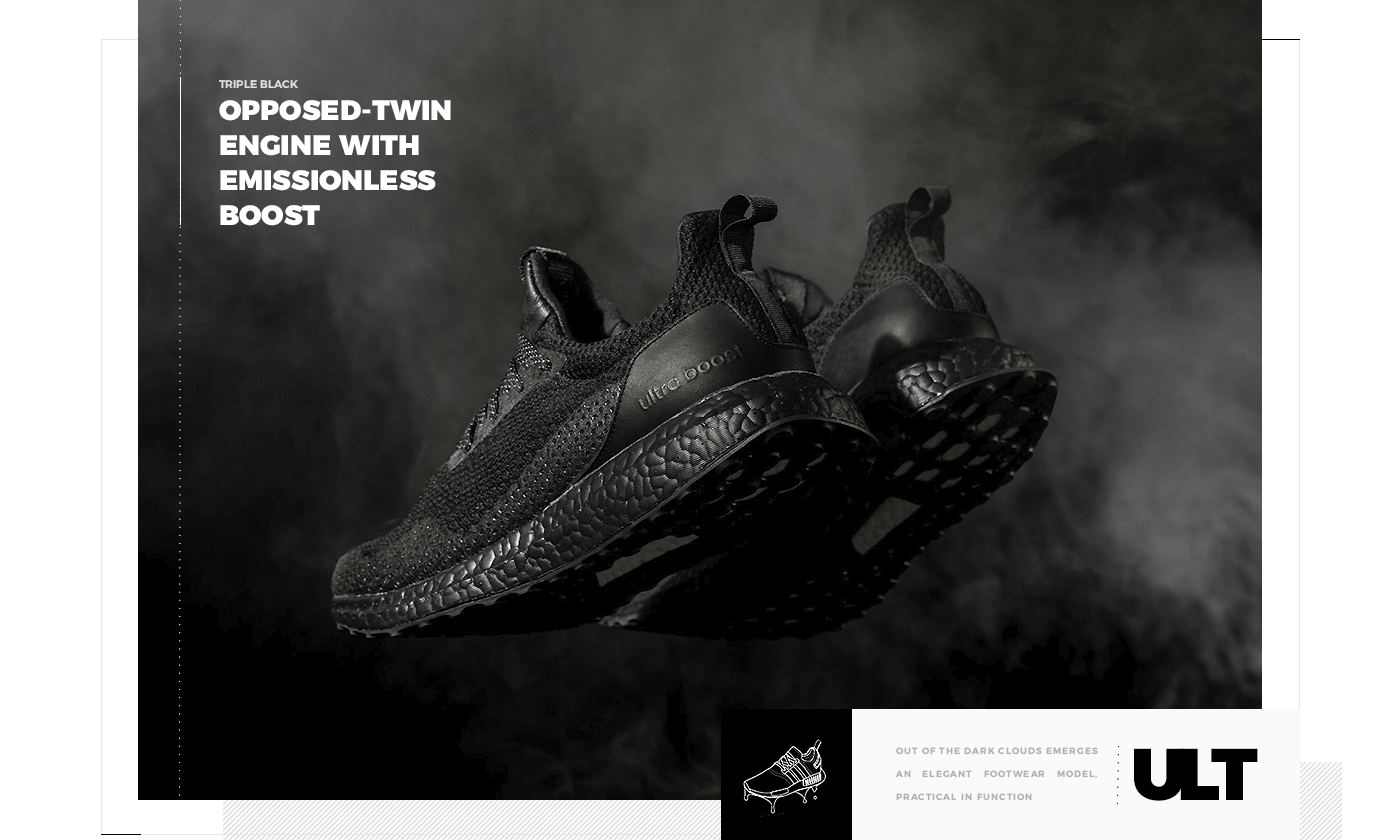 TRIPLE BLACK
OPPOSED-TWIN
ENGINE WITH
EMISSIONLESS
BOOST
ultra boost
OUT OF THE DARK CLOUDS EMERGES
AN ELEGANT FOOTWEAR MODEL,
PRACTICAL IN FUNCTION
ULT